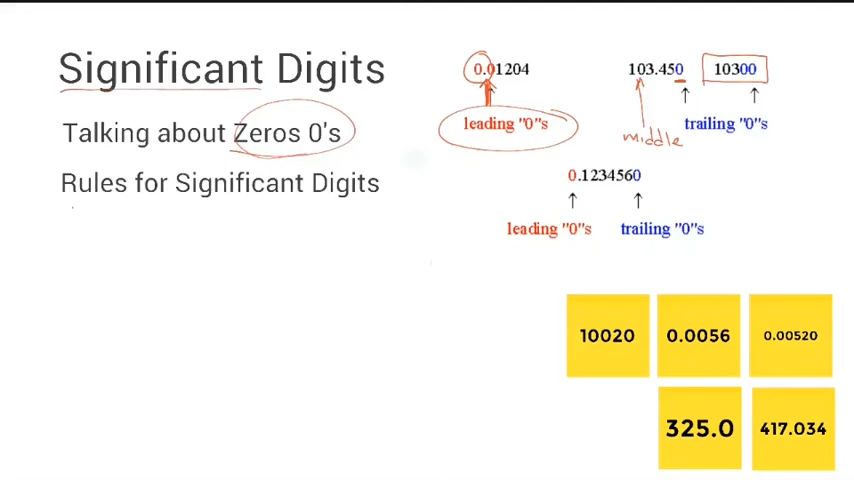 Significant Digits
Talking about Zeros 0's
Rules for Significant Digits
0.01204
leading "0"s
103.450
10300
middle
trailing "0"s
0.1234560
leading "0"s
trailing "0"s
10020
0.0056
0.00520
325.0
417.034